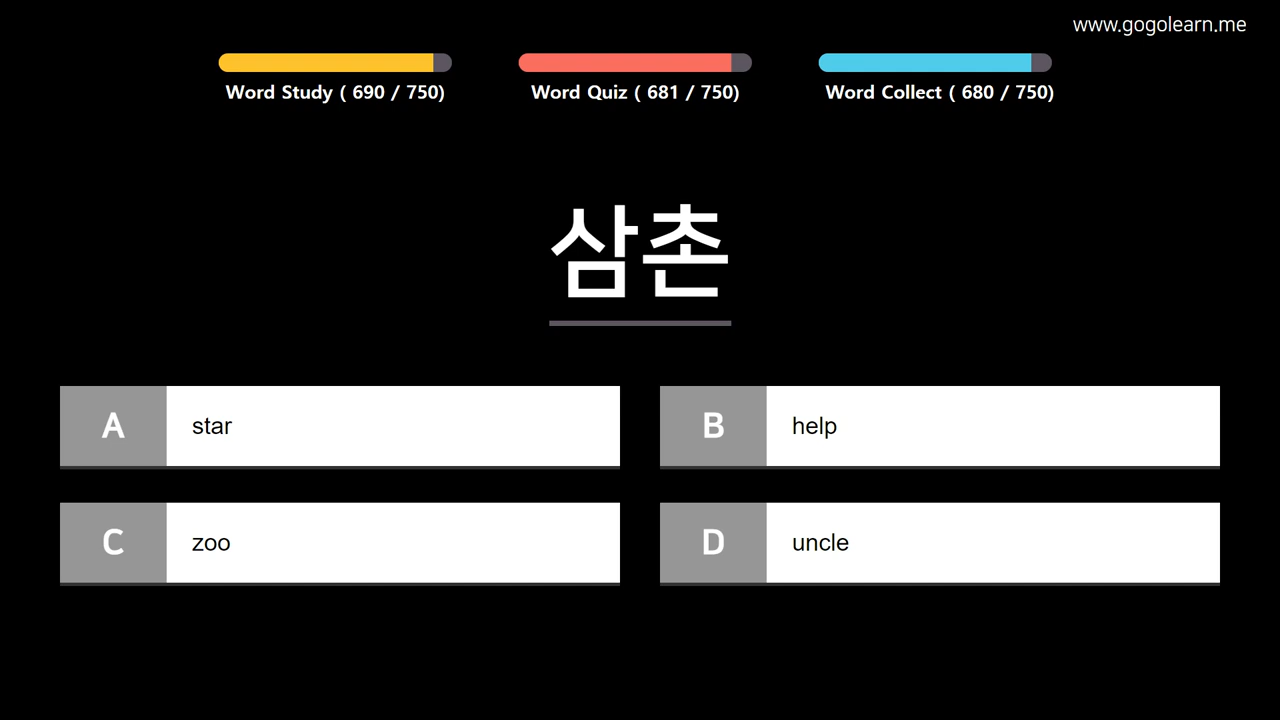 www.gogolearn.me
Word Study ( 690 / 750)
Word Quiz ( 681 / 750)
Word Collect ( 680 / 750)
삼촌
A star
B help
C zoo
D uncle